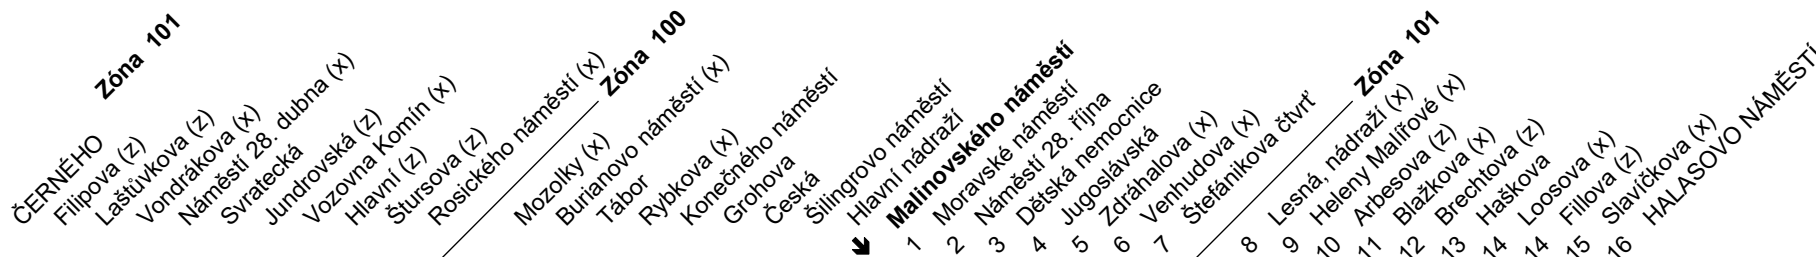 Zóna 101
ČERNÉHO
Filipova (z)
Laštůvkova (z)
Vondrákova (x)
Náměstí 28. dubna (x)
Svratecká
Jundrovská (z)
Vozovna Komín (x)
Hlavní (z)
Štursova (z)
Rosického náměstí (x)
Zóna 100
Mozolky (x)
Burianovo náměstí (x)
Tábor
Rybkova (x)
Konečného náměstí
Grohova
Česká
Šilingrovo náměstí
Hlavní nádraží
Malinovského náměstí
1 Moravské náměstí
2 Náměstí 28. října
3 Dětská nemocnice
4 Jugoslávská
5 Zdráhalova (x)
6 Venhudova (x)
7 Štefánikova čtvrť
Zóna 101
8 Lesná, nádraží (x)
9 Heleny Malířové (x)
10 Arbesova (z)
11 Blažkova (x)
12 Brechtova (z)
13 Haškova
14 Loosova (x)
14 Fillova (z)
15 Slavíčkova (x)
16 HALASOVO NÁMĚSTÍ